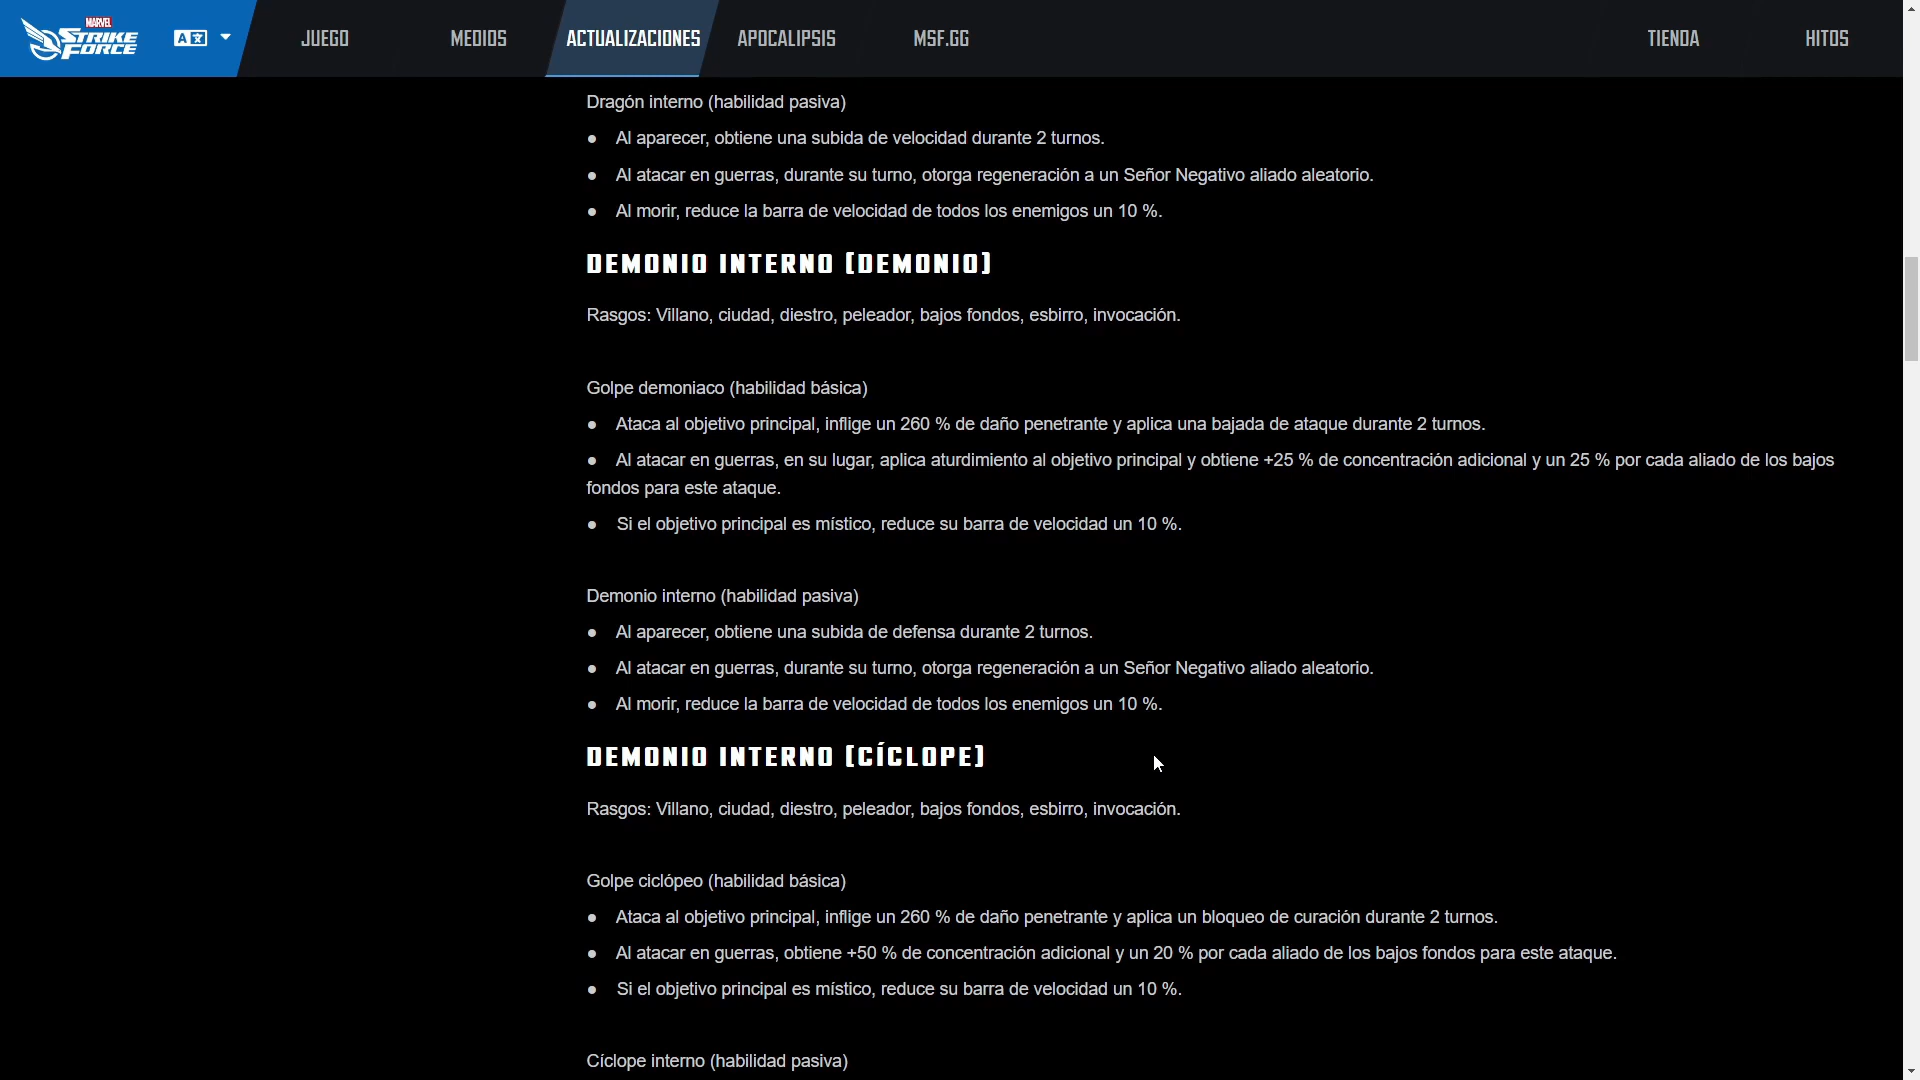 MARVEL
STRIKE
FORCE
JUEGO
MEDIOS
ACTUALIZACIONES
APOCALIPSIS
MSF.GG
TIENDA
HITOS
Dragón interno (habilidad pasiva)
● Al aparecer, obtiene una subida de velocidad durante 2 turnos.
● Al atacar en guerras, durante su turno, otorga regeneración a un Señor Negativo aliado aleatorio.
● Al morir, reduce la barra de velocidad de todos los enemigos un 10 %.
DEMONIO INTERNO (DEMONIO)
Rasgos: Villano, ciudad, diestro, peleador, bajos fondos, esbirro, invocación.
Golpe demoniaco (habilidad básica)
● Ataca al objetivo principal, inflige un 260 % de daño penetrante y aplica una bajada de ataque durante 2 turnos.
● Al atacar en guerras, en su lugar, aplica aturdimiento al objetivo principal y obtiene +25 % de concentración adicional y un 25 % por cada aliado de los bajos
fondos para este ataque.
● Si el objetivo principal es místico, reduce su barra de velocidad un 10 %.
Demonio interno (habilidad pasiva)
● Al aparecer, obtiene una subida de defensa durante 2 turnos.
● Al atacar en guerras, durante su turno, otorga regeneración a un Señor Negativo aliado aleatorio.
● Al morir, reduce la barra de velocidad de todos los enemigos un 10 %.
DEMONIO INTERNO (CÍCLOPE)
Rasgos: Villano, ciudad, diestro, peleador, bajos fondos, esbirro, invocación.
Golpe ciclópeo (habilidad básica)
● Ataca al objetivo principal, inflige un 260 % de daño penetrante y aplica un bloqueo de curación durante 2 turnos.
● Al atacar en guerras, obtiene +50 % de concentración adicional y un 20 % por cada aliado de los bajos fondos para este ataque.
● Si el objetivo principal es místico, reduce su barra de velocidad un 10 %.
Cíclope interno (habilidad pasiva)